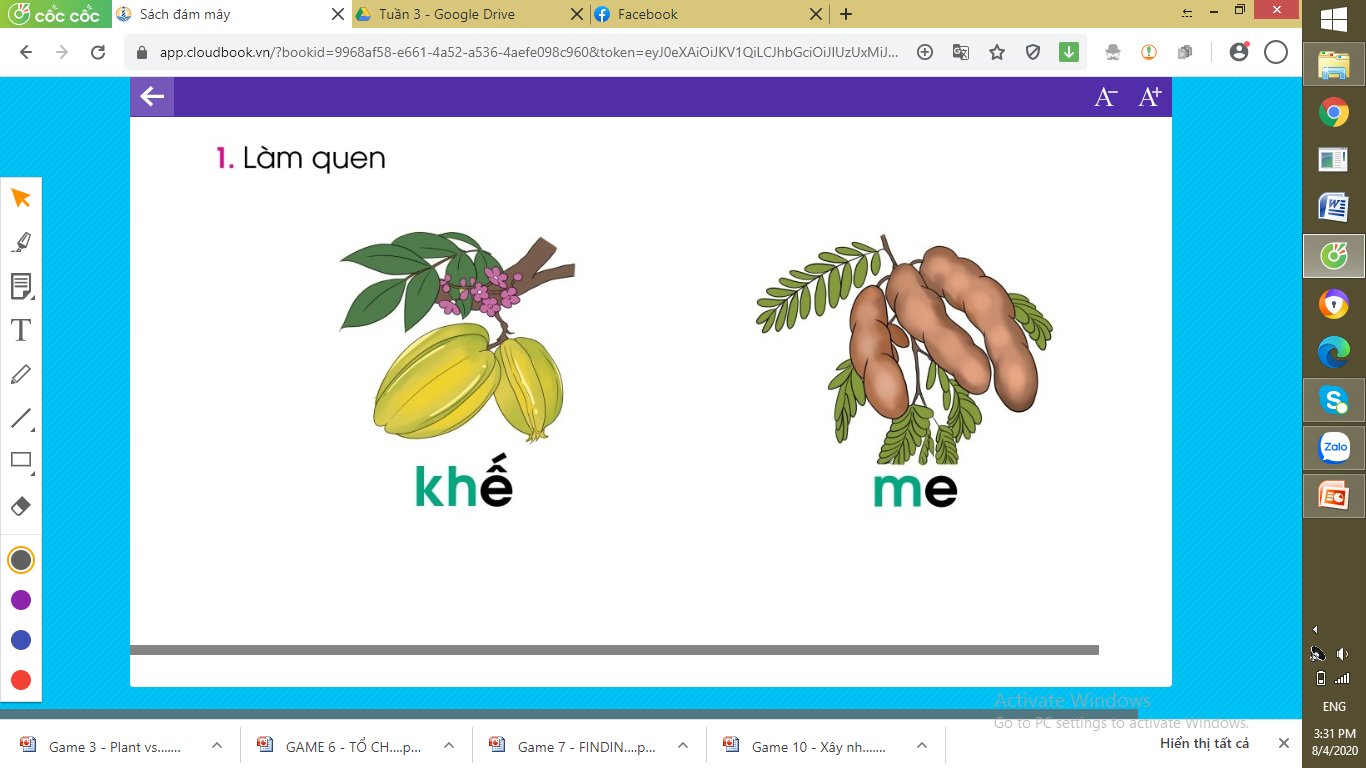 cốc cốc
Sách đám mây
Tuần 3 - Google Drive
Facebook
app.cloudbook.vn/?bookid=9968af58-e661-4a52-a536-4aefe098c960&token=eyJ0eXAiOiJKV1QiLCJhbGciOiJIUzUxMiJ...
A- A+
1. Làm quen
khế
me
T
Zalo
Activate Windows
Go to PC settings to activate Windows.
ENG
3:31 PM
8/4/2020
Game 3 - Plant vs.......
GAME 6 - TỔ CH....p...
Game 7 - FINDIN....p...
Game 10 - Xây nh.......
Hiển thị tất cả